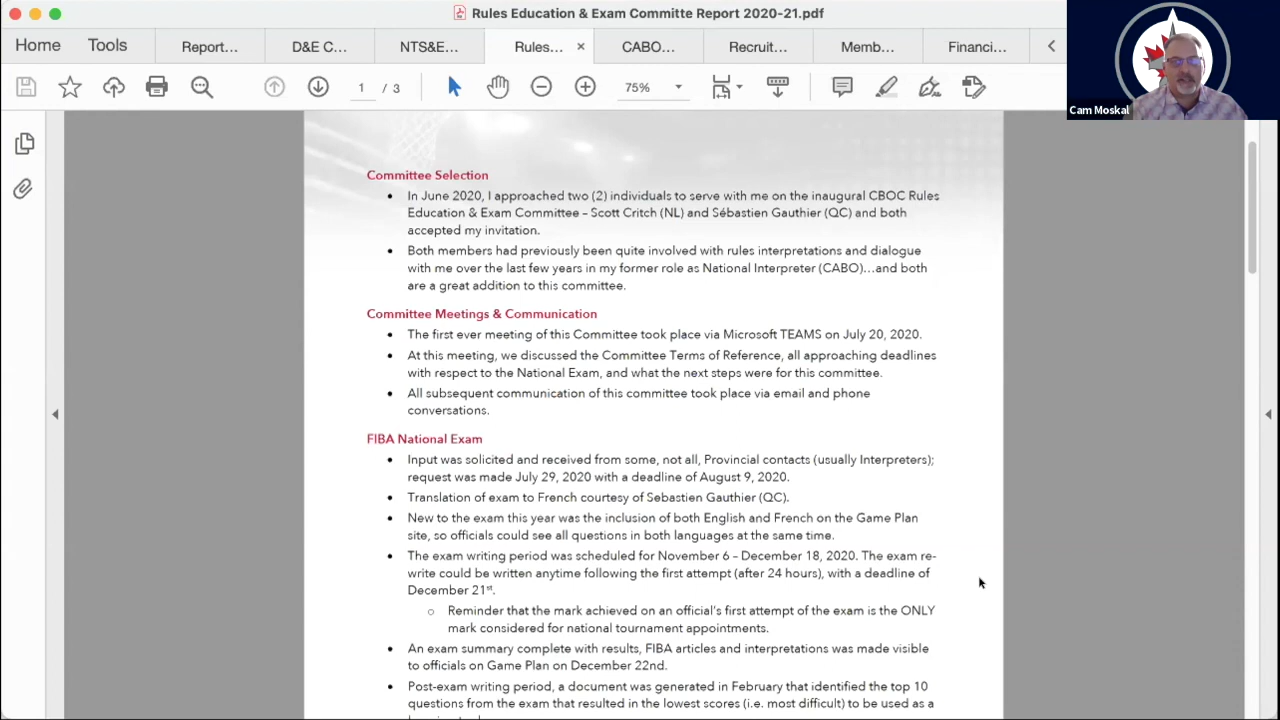 Rules Education & Exam Committe Report 2020-21.pdf
Home Tools Report... D&E C... NTS&E... Rules... × CABO... Recruit... Memb... Financi...
1 / 3 75%
Cam Moskal
Committee Selection
• In June 2020, I approached two (2) individuals to serve with me on the inaugural CBOC Rules
Education & Exam Committee – Scott Critch (NL) and Sébastien Gauthier (QC) and both
accepted my invitation.
• Both members had previously been quite involved with rules interpretations and dialogue
with me over the last few years in my former role as National Interpreter (CABO)...and both
are a great addition to this committee.
Committee Meetings & Communication
• The first ever meeting of this Committee took place via Microsoft TEAMS on July 20, 2020.
• At this meeting, we discussed the Committee Terms of Reference, all approaching deadlines
with respect to the National Exam, and what the next steps were for this committee.
• All subsequent communication of this committee took place via email and phone
conversations.
FIBA National Exam
• Input was solicited and received from some, not all, Provincial contacts (usually Interpreters);
request was made July 29, 2020 with a deadline of August 9, 2020.
• Translation of exam to French courtesy of Sebastien Gauthier (QC).
• New to the exam this year was the inclusion of both English and French on the Game Plan
site, so officials could see all questions in both languages at the same time.
• The exam writing period was scheduled for November 6 – December 18, 2020. The exam re-
write could be written anytime following the first attempt (after 24 hours), with a deadline of
December 21st.
○ Reminder that the mark achieved on an official's first attempt of the exam is the ONLY
mark considered for national tournament appointments.
• An exam summary complete with results, FIBA articles and interpretations was made visible
to officials on Game Plan on December 22nd.
• Post-exam writing period, a document was generated in February that identified the top 10
questions from the exam that resulted in the lowest scores (i.e. most difficult) to be used as a